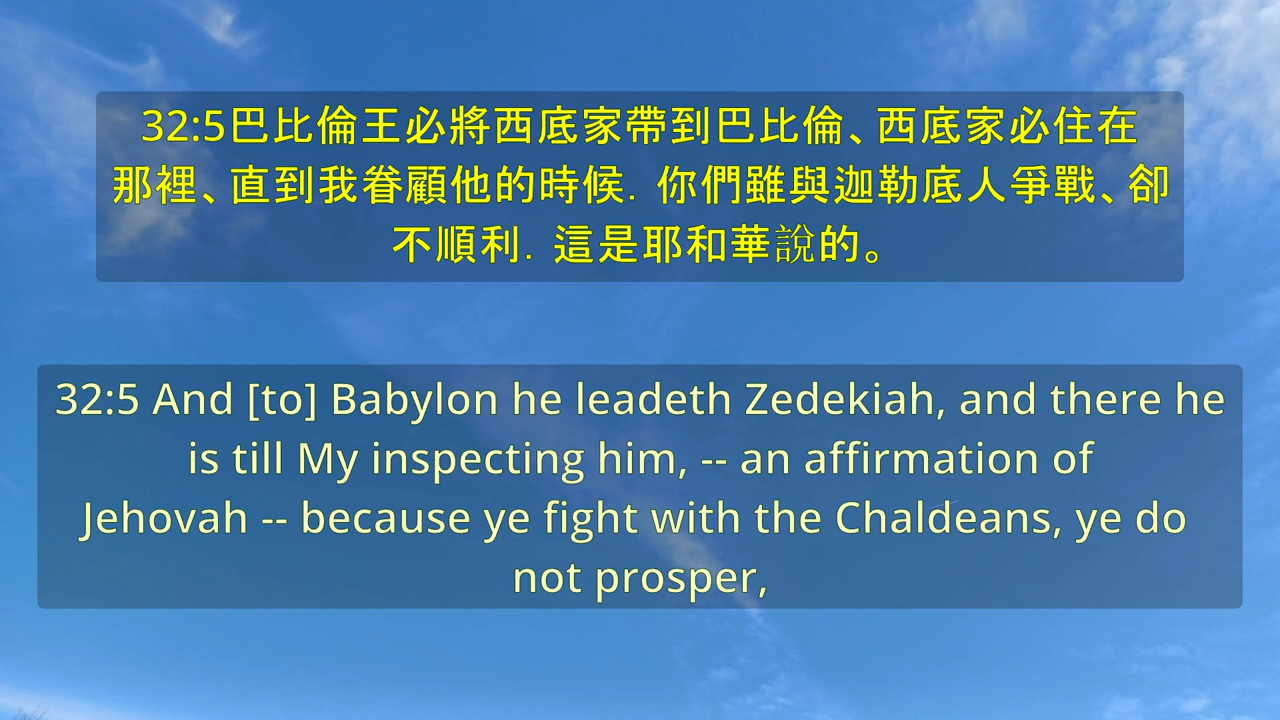 32:5巴比倫王必將西底家帶到巴比倫、西底家必住在
那裡、直到我眷顧他的時候．你們雖與迦勒底人爭戰、卻
不順利．這是耶和華說的。
32:5 And [to] Babylon he leadeth Zedekiah, and there he
is till My inspecting him, -- an affirmation of
Jehovah -- because ye fight with the Chaldeans, ye do
not prosper,